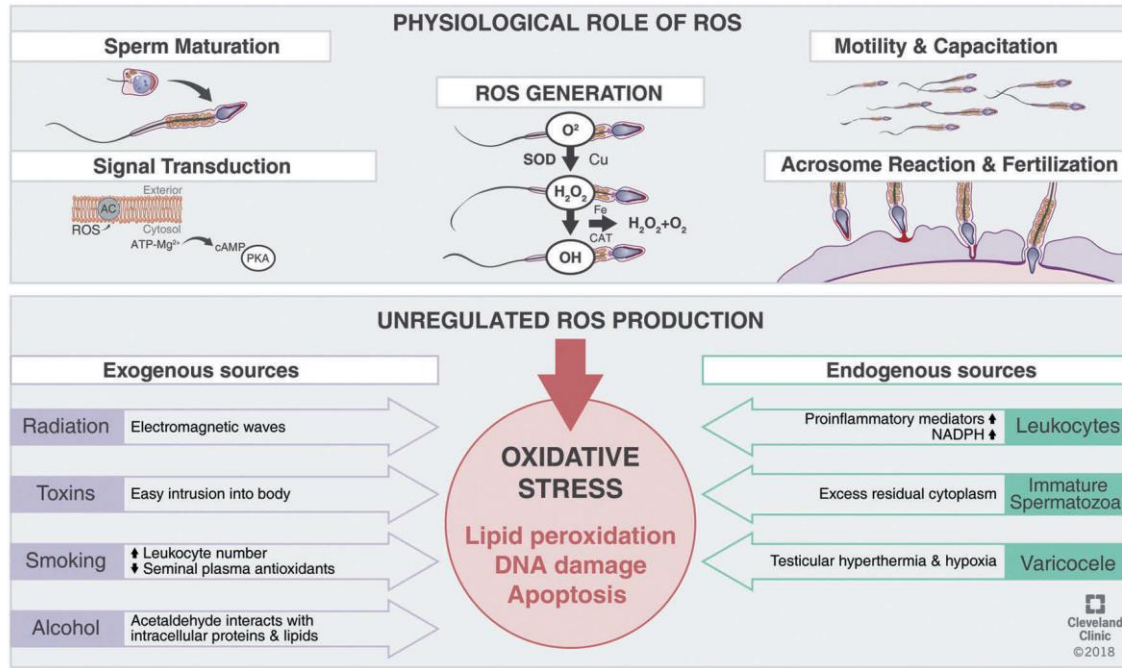 PHYSIOLOGICAL ROLE OF ROS
Sperm Maturation
Signal Transduction
Exterior
AC
ROS
Cytosol
ATP-Mg²⁺
cAMP
PKA
ROS GENERATION
O²
SOD
Cu
H₂O₂
Fe
CAT
H₂O₂+O₂
OH
Motility & Capacitation
Acrosome Reaction & Fertilization
UNREGULATED ROS PRODUCTION
Exogenous sources
Radiation
Electromagnetic waves
Toxins
Easy intrusion into body
Smoking
⬆ Leukocyte number
⬇ Seminal plasma antioxidants
Alcohol
Acetaldehyde interacts with
intracellular proteins & lipids
OXIDATIVE
STRESS
Lipid peroxidation
DNA damage
Apoptosis
Endogenous sources
Proinflammatory mediators ⬆
NADPH ⬆
Leukocytes
Excess residual cytoplasm
Immature
Spermatozoa
Testicular hyperthermia & hypoxia
Varicocele
Cleveland
Clinic
©2018